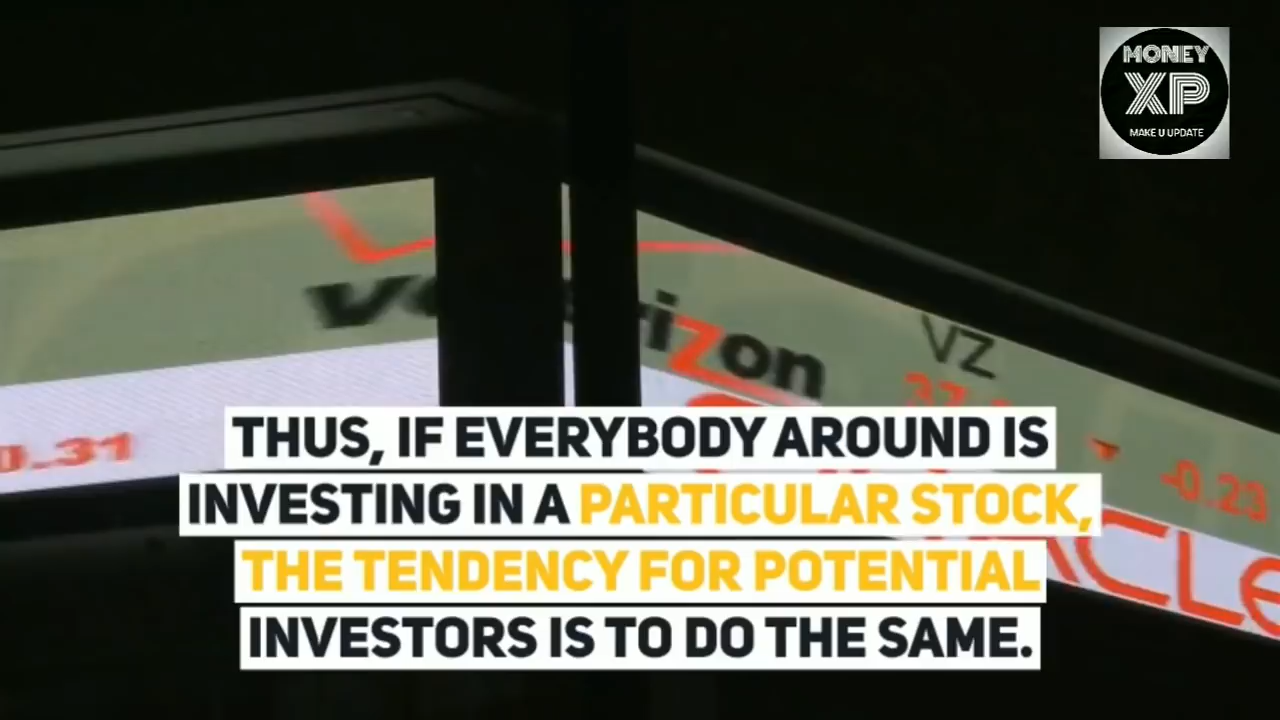 MONEY
XP
MAKE U UPDATE
verizon
VZ
0.31
-0.23
THUS, IF EVERYBODY AROUND IS
INVESTING IN A PARTICULAR STOCK,
THE TENDENCY FOR POTENTIAL
INVESTORS IS TO DO THE SAME.